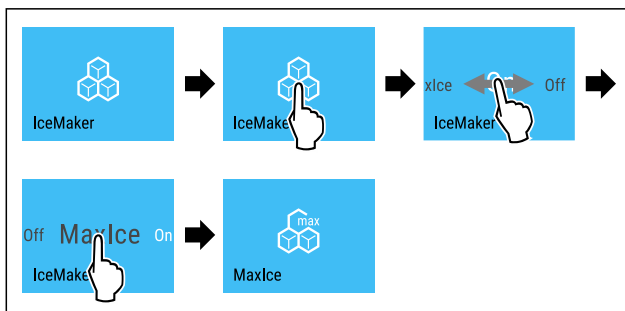 IceMaker
IceMake
xIce Off
IceMaker
Off MaxIce On
IceMake
max
MaxIce